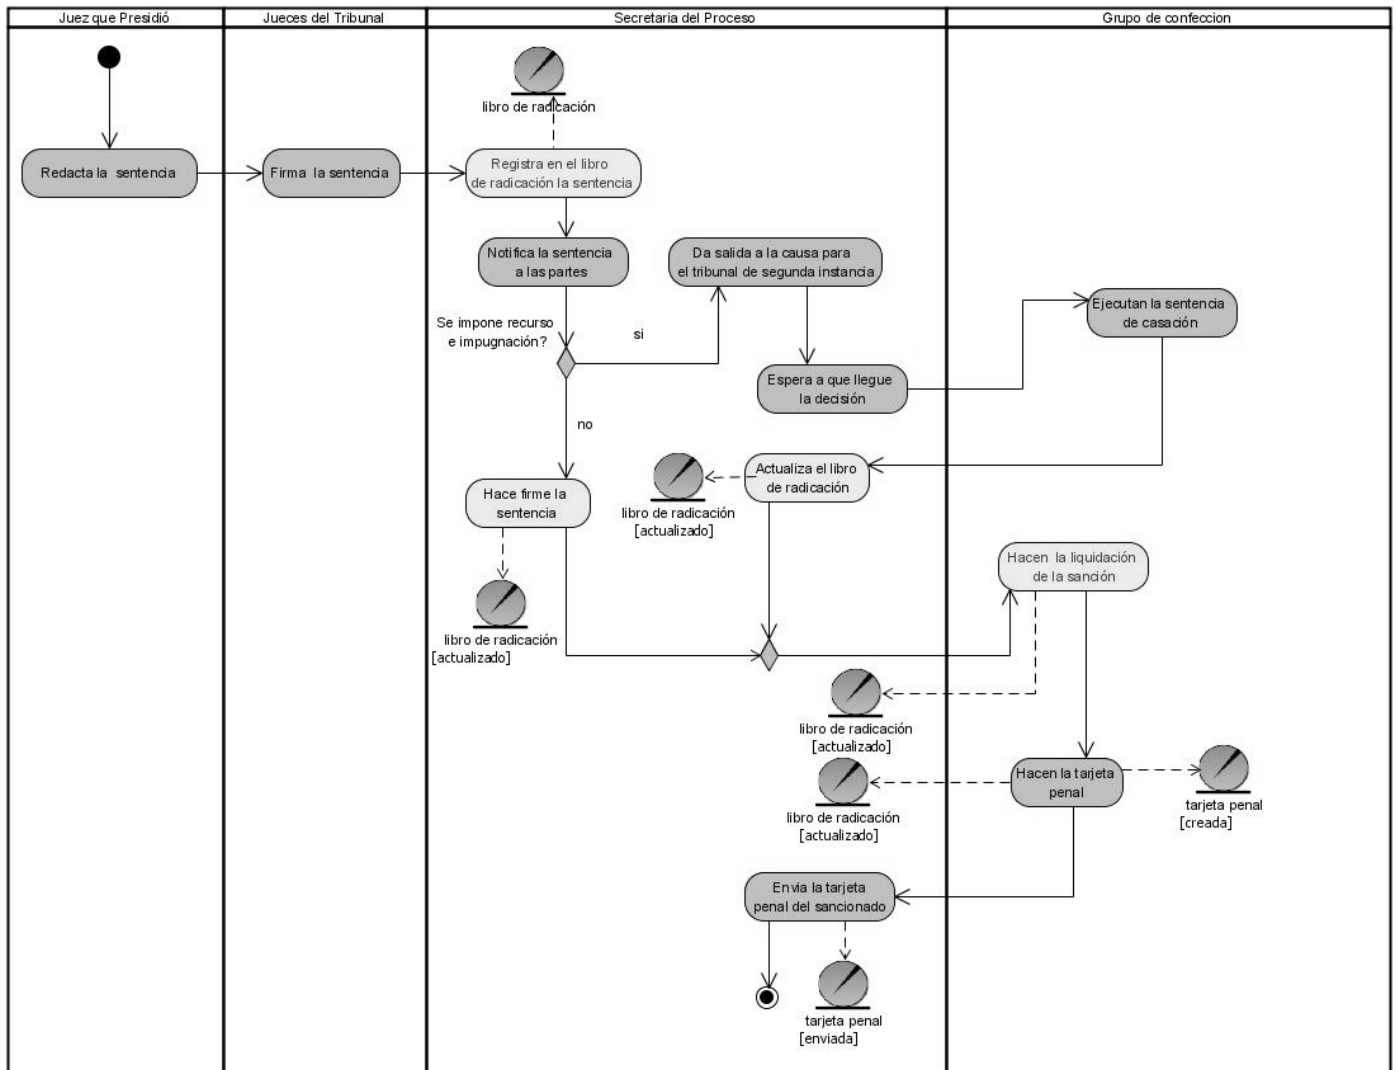 Juez que Presidió
Jueces del Tribunal
Secretaria del Proceso
Grupo de confeccion
libro de radicación
Redacta la sentencia
Firma la sentencia
Registra en el libro
de radicación la sentencia
Notifica la sentencia
a las partes
Da salida a la causa para
el tribunal de segunda instancia
Ejecutan la sentencia
de casación
Se impone recurso
e impugnación?
si
Espera a que llegue
la decisión
no
Actualiza el libro
de radicación
Hace firme la
sentencia
libro de radicación
[actualizado]
Hacen la liquidación
de la sanción
libro de radicación
[actualizado]
libro de radicación
[actualizado]
Hacen la tarjeta
penal
tarjeta penal
[creada]
libro de radicación
[actualizado]
Envia la tarjeta
penal del sancionado
tarjeta penal
[enviada]